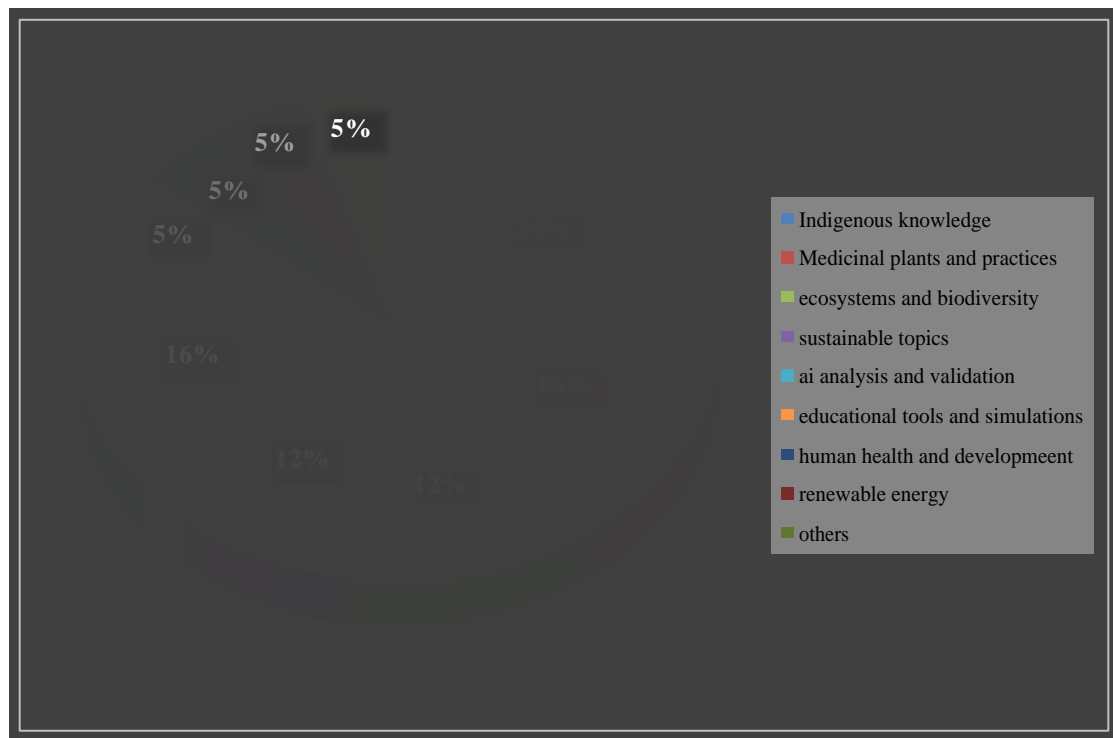 5%
5%
5%
5%
16%
16%
12%
12%
Indigenous knowledge
Medicinal plants and practices
ecosystems and biodiversity
sustainable topics
ai analysis and validation
educational tools and simulations
human health and developmeent
renewable energy
others